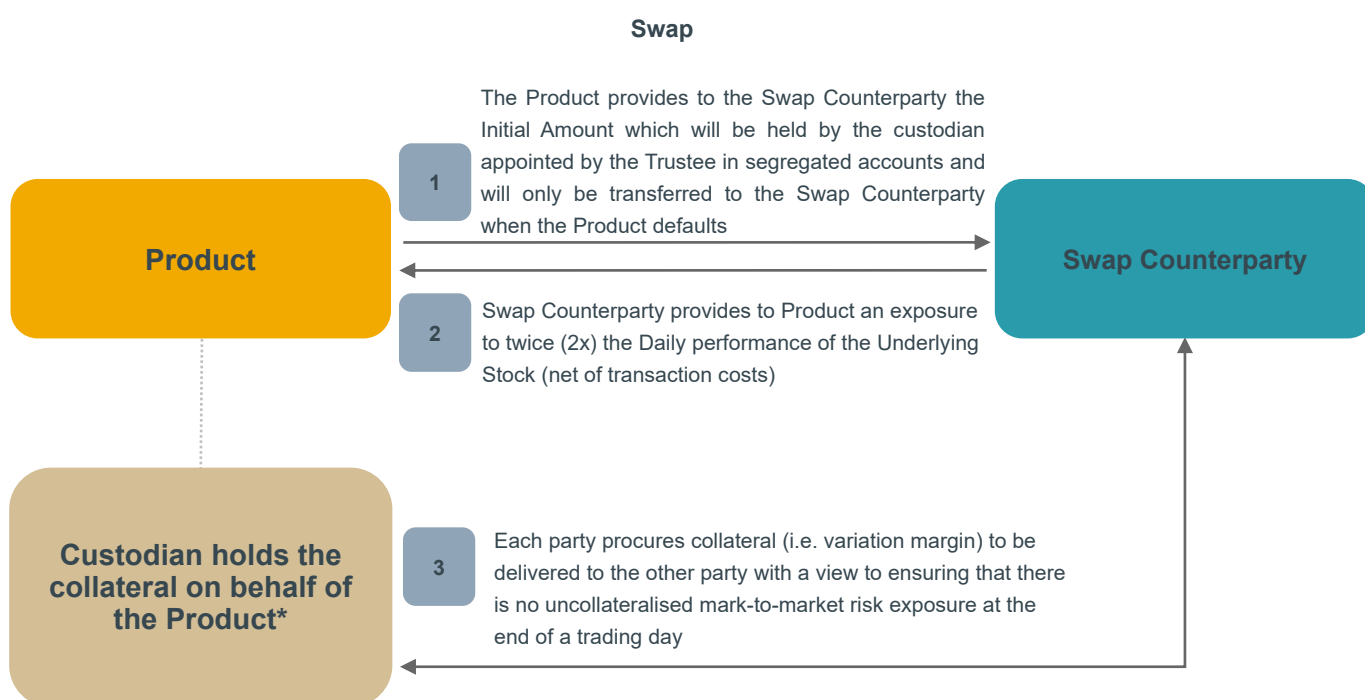 Swap
The Product provides to the Swap Counterparty the
Initial Amount which will be held by the custodian
appointed by the Trustee in segregated accounts and
will only be transferred to the Swap Counterparty
when the Product defaults
1
Product
Swap Counterparty
2
Swap Counterparty provides to Product an exposure
to twice (2x) the Daily performance of the Underlying
Stock (net of transaction costs)
Custodian holds the
collateral on behalf of
the Product*
3
Each party procures collateral (i.e. variation margin) to be
delivered to the other party with a view to ensuring that there
is no uncollateralised mark-to-market risk exposure at the
end of a trading day